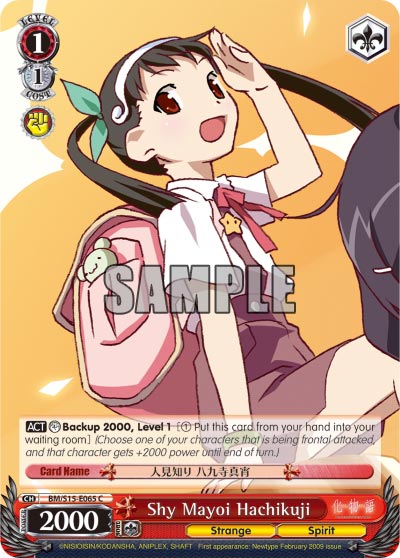 LEVEL
1
1
COST
SAMPLE
ACT Backup 2000, Level 1 [① Put this card from your hand into your
waiting room] (Choose one of your characters that is being frontal attacked,
and that character gets +2000 power until end of turn.)
Card Name 人見知り 八九寺真宵
CH BM/S15-E065 C
POWER 2000 SOUL
Shy Mayoi Hachikuji
化物語
Strange Spirit
©NISIOISIN/KODANSHA, ANIPLEX, SHAFT First appearance: Newtype February 2009 issue